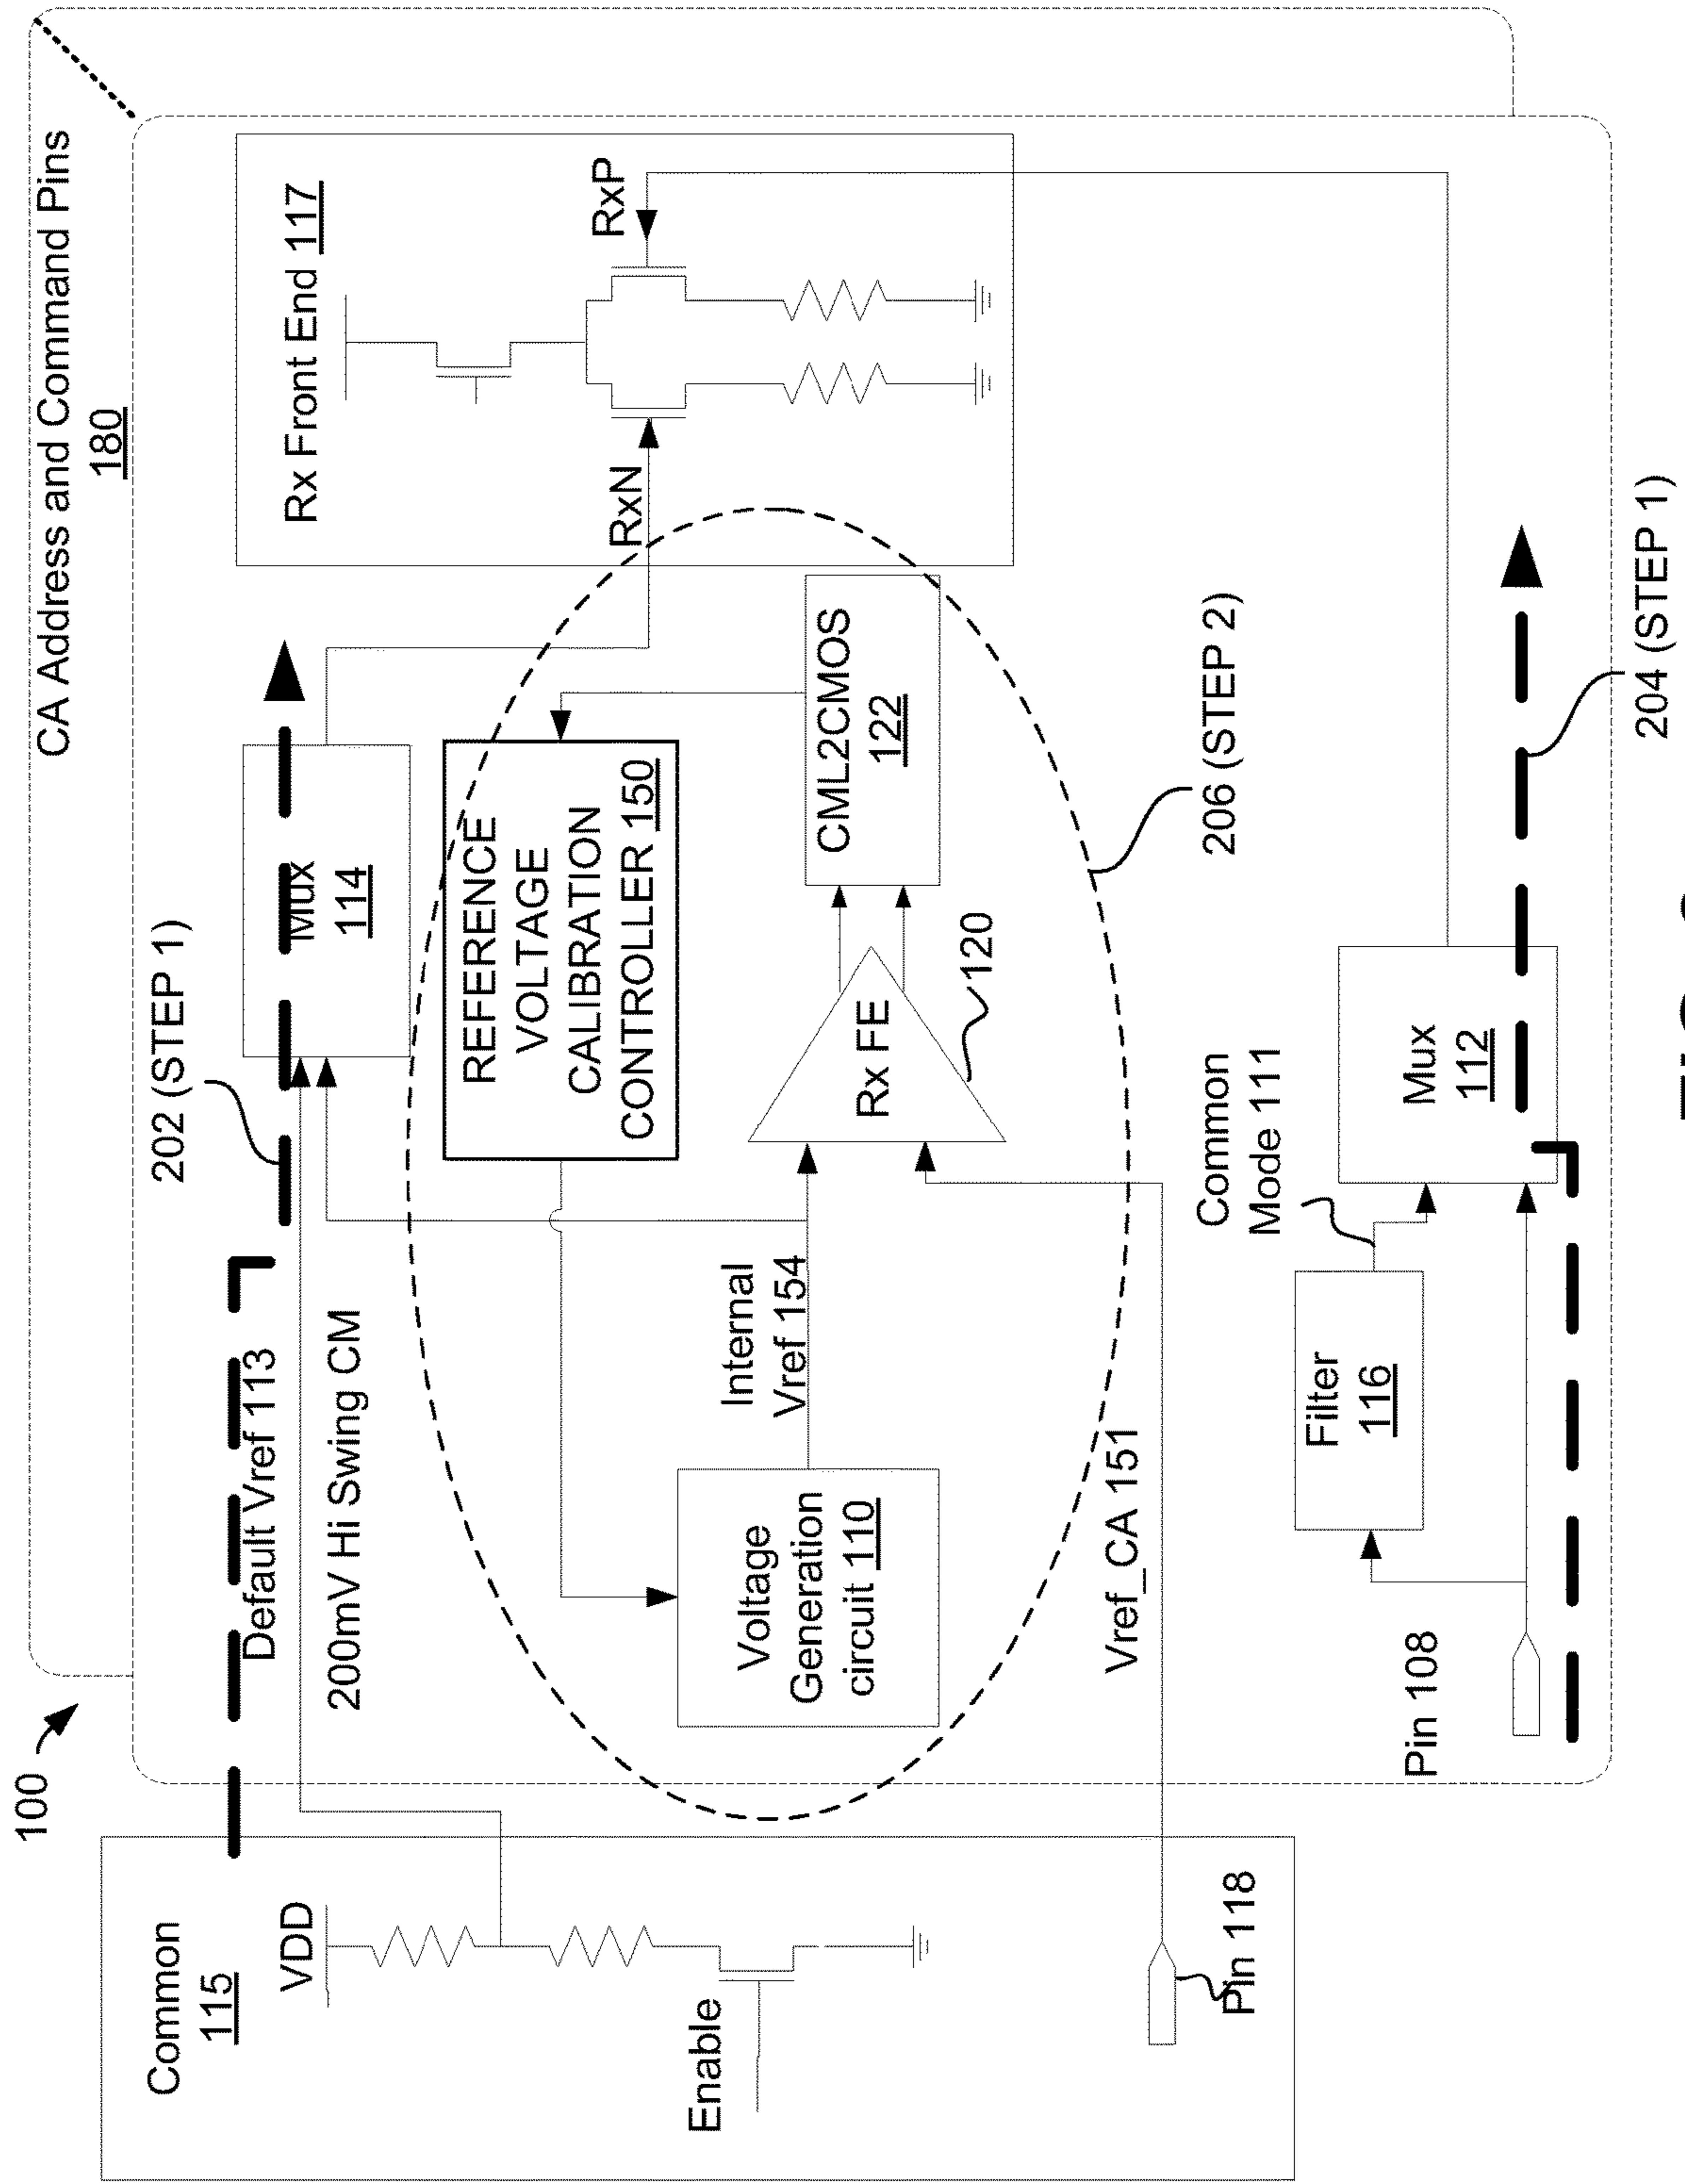 100
CA Address and Command Pins
180
Common
115
VDD
Enable
Pin 118
202 (STEP 1)
Default Vref 113
200mV Hi Swing CM
Mux
114
Rx Front End 117
RxN
RxP
REFERENCE
VOLTAGE
CALIBRATION
CONTROLLER 150
Voltage
Generation
circuit 110
Internal
Vref 154
Rx FE
120
CML2CMOS
122
Vref_CA 151
206 (STEP 2)
Common
Mode 111
Filter
116
Mux
112
Pin 108
204 (STEP 1)